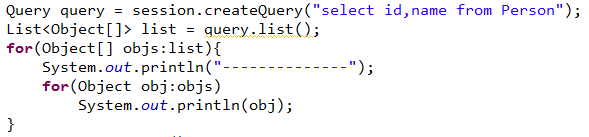 Query query = session.createQuery("select id,name from Person");
List<Object[]> list = query.list();
for(Object[] objs:list){
    System.out.println("--------------");
    for(Object obj:objs)
        System.out.println(obj);
}